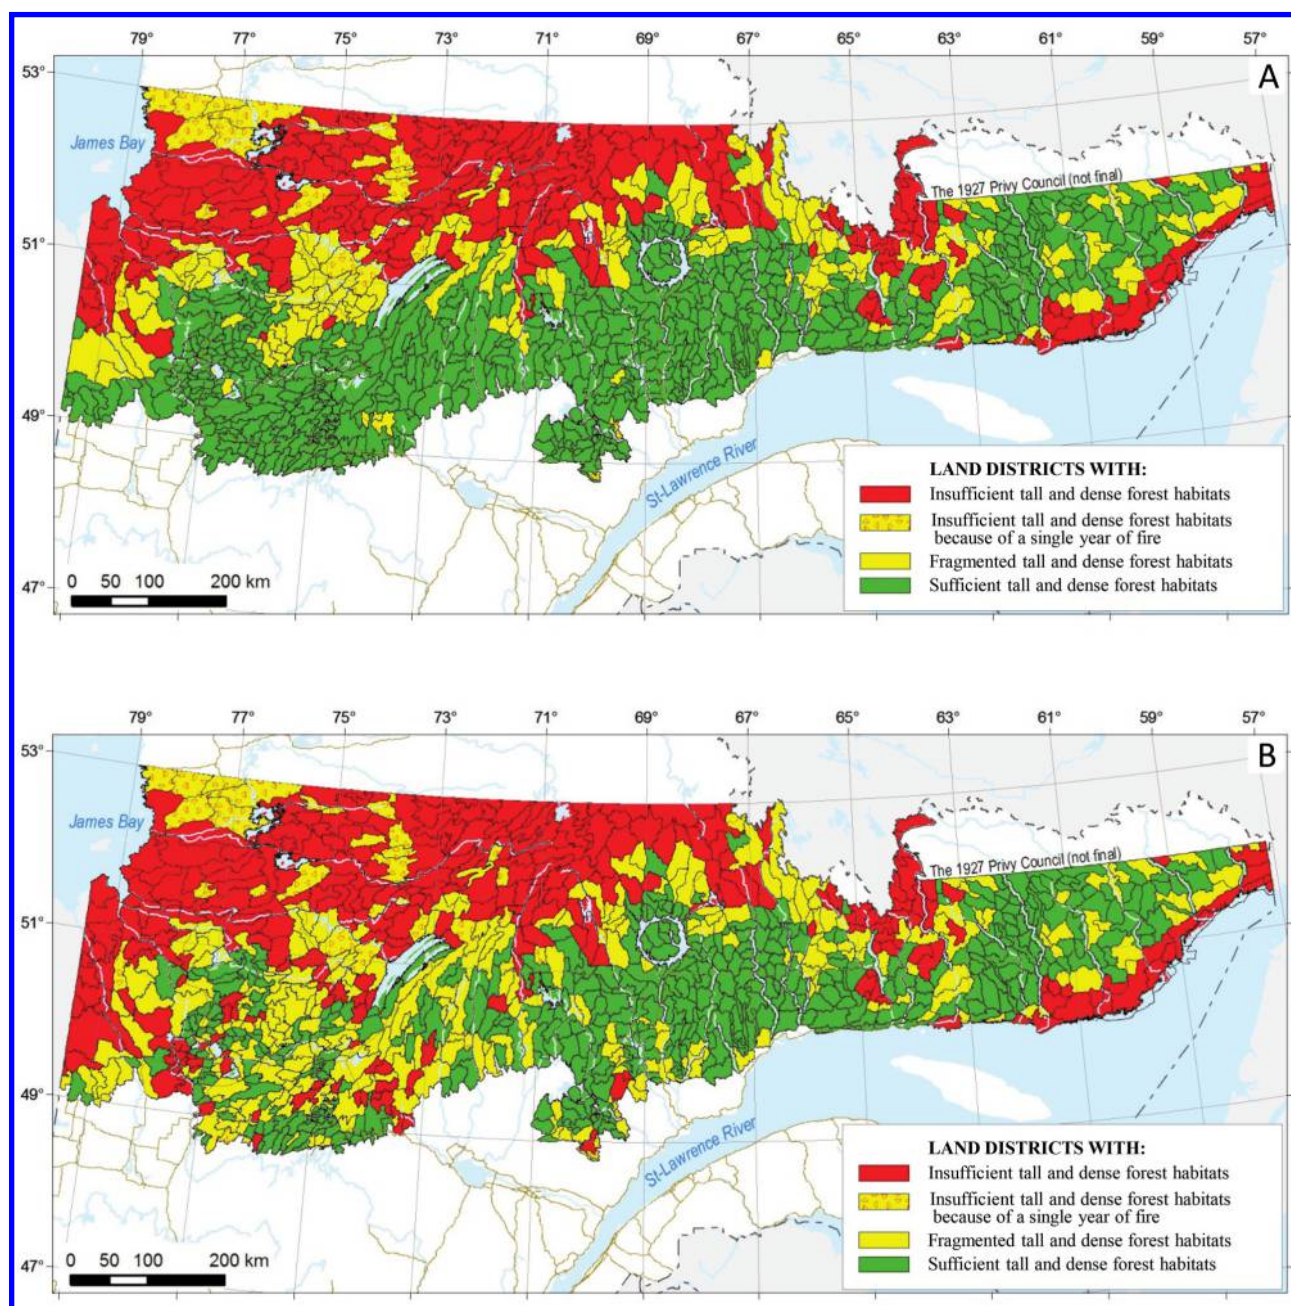 79° 77° 75° 73° 71° 69° 67° 65° 63° 61° 59° 57°
53°
A
James Bay
The 1927 Privy Council (not final)
51°
49°
St-Lawrence River
LAND DISTRICTS WITH:
Insufficient tall and dense forest habitats
Insufficient tall and dense forest habitats
because of a single year of fire
Fragmented tall and dense forest habitats
Sufficient tall and dense forest habitats
47°
0 50 100 200 km
79° 77° 75° 73° 71° 69° 67° 65° 63° 61° 59° 57°
53°
B
James Bay
The 1927 Privy Council (not final)
51°
49°
St-Lawrence River
LAND DISTRICTS WITH:
Insufficient tall and dense forest habitats
Insufficient tall and dense forest habitats
because of a single year of fire
Fragmented tall and dense forest habitats
Sufficient tall and dense forest habitats
47°
0 50 100 200 km